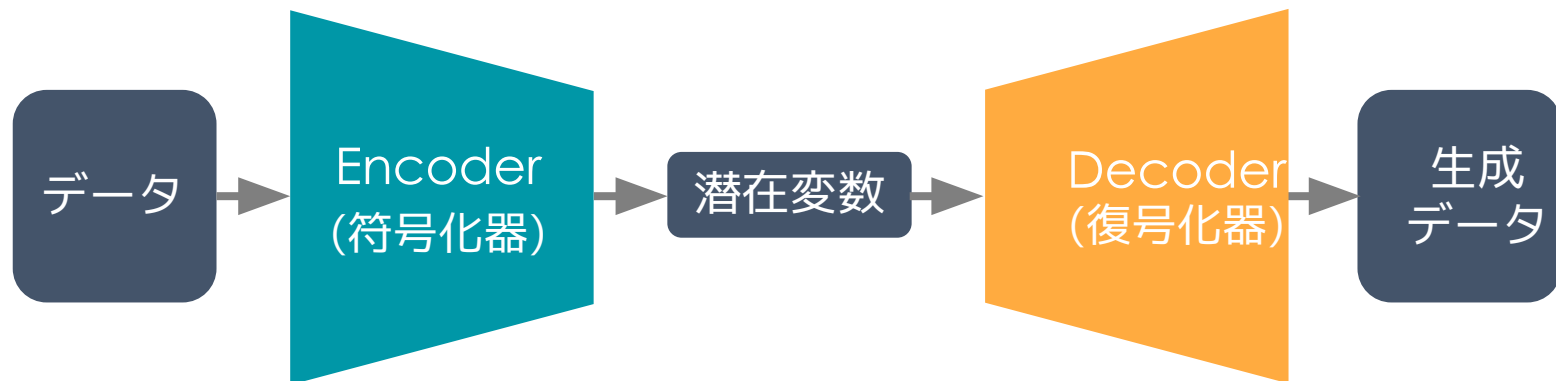 データ
Encoder
(符号化器)
潜在変数
Decoder
(復号化器)
生成
データ